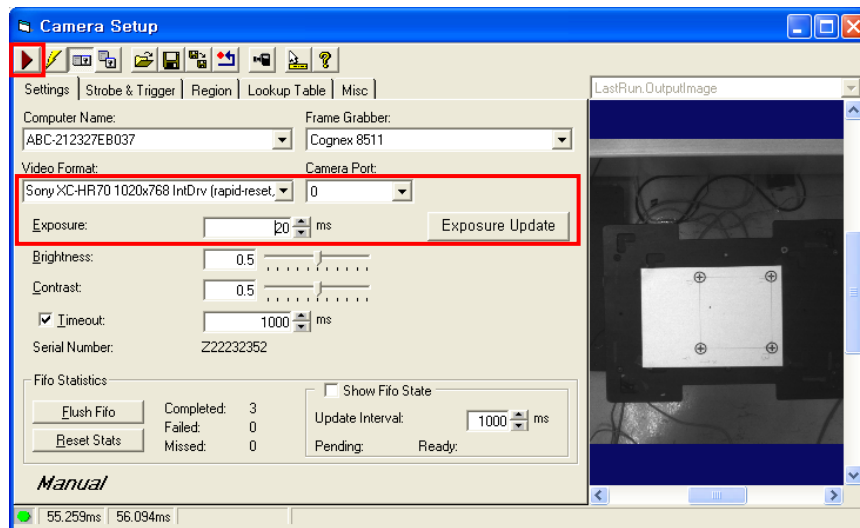 Camera Setup
Settings Strobe & Trigger Region Lookup Table Misc
LastRun.OutputImage
Computer Name: Frame Grabber:
ABC-212327EB037 Cognex 8511
Video Format: Camera Port:
Sony XC-HR70 1020x768 IntDrv (rapid-reset, 0
Exposure: 20 ms Exposure Update
Brightness: 0.5
Contrast: 0.5
Timeout: 1000 ms
Serial Number: Z22232352
Fifo Statistics
Show Fifo State
Flush Fifo Completed: 3
Update Interval: 1000 ms
Failed: 0
Reset Stats Missed: 0
Pending: Ready:
Manual
55.259ms 56.094ms